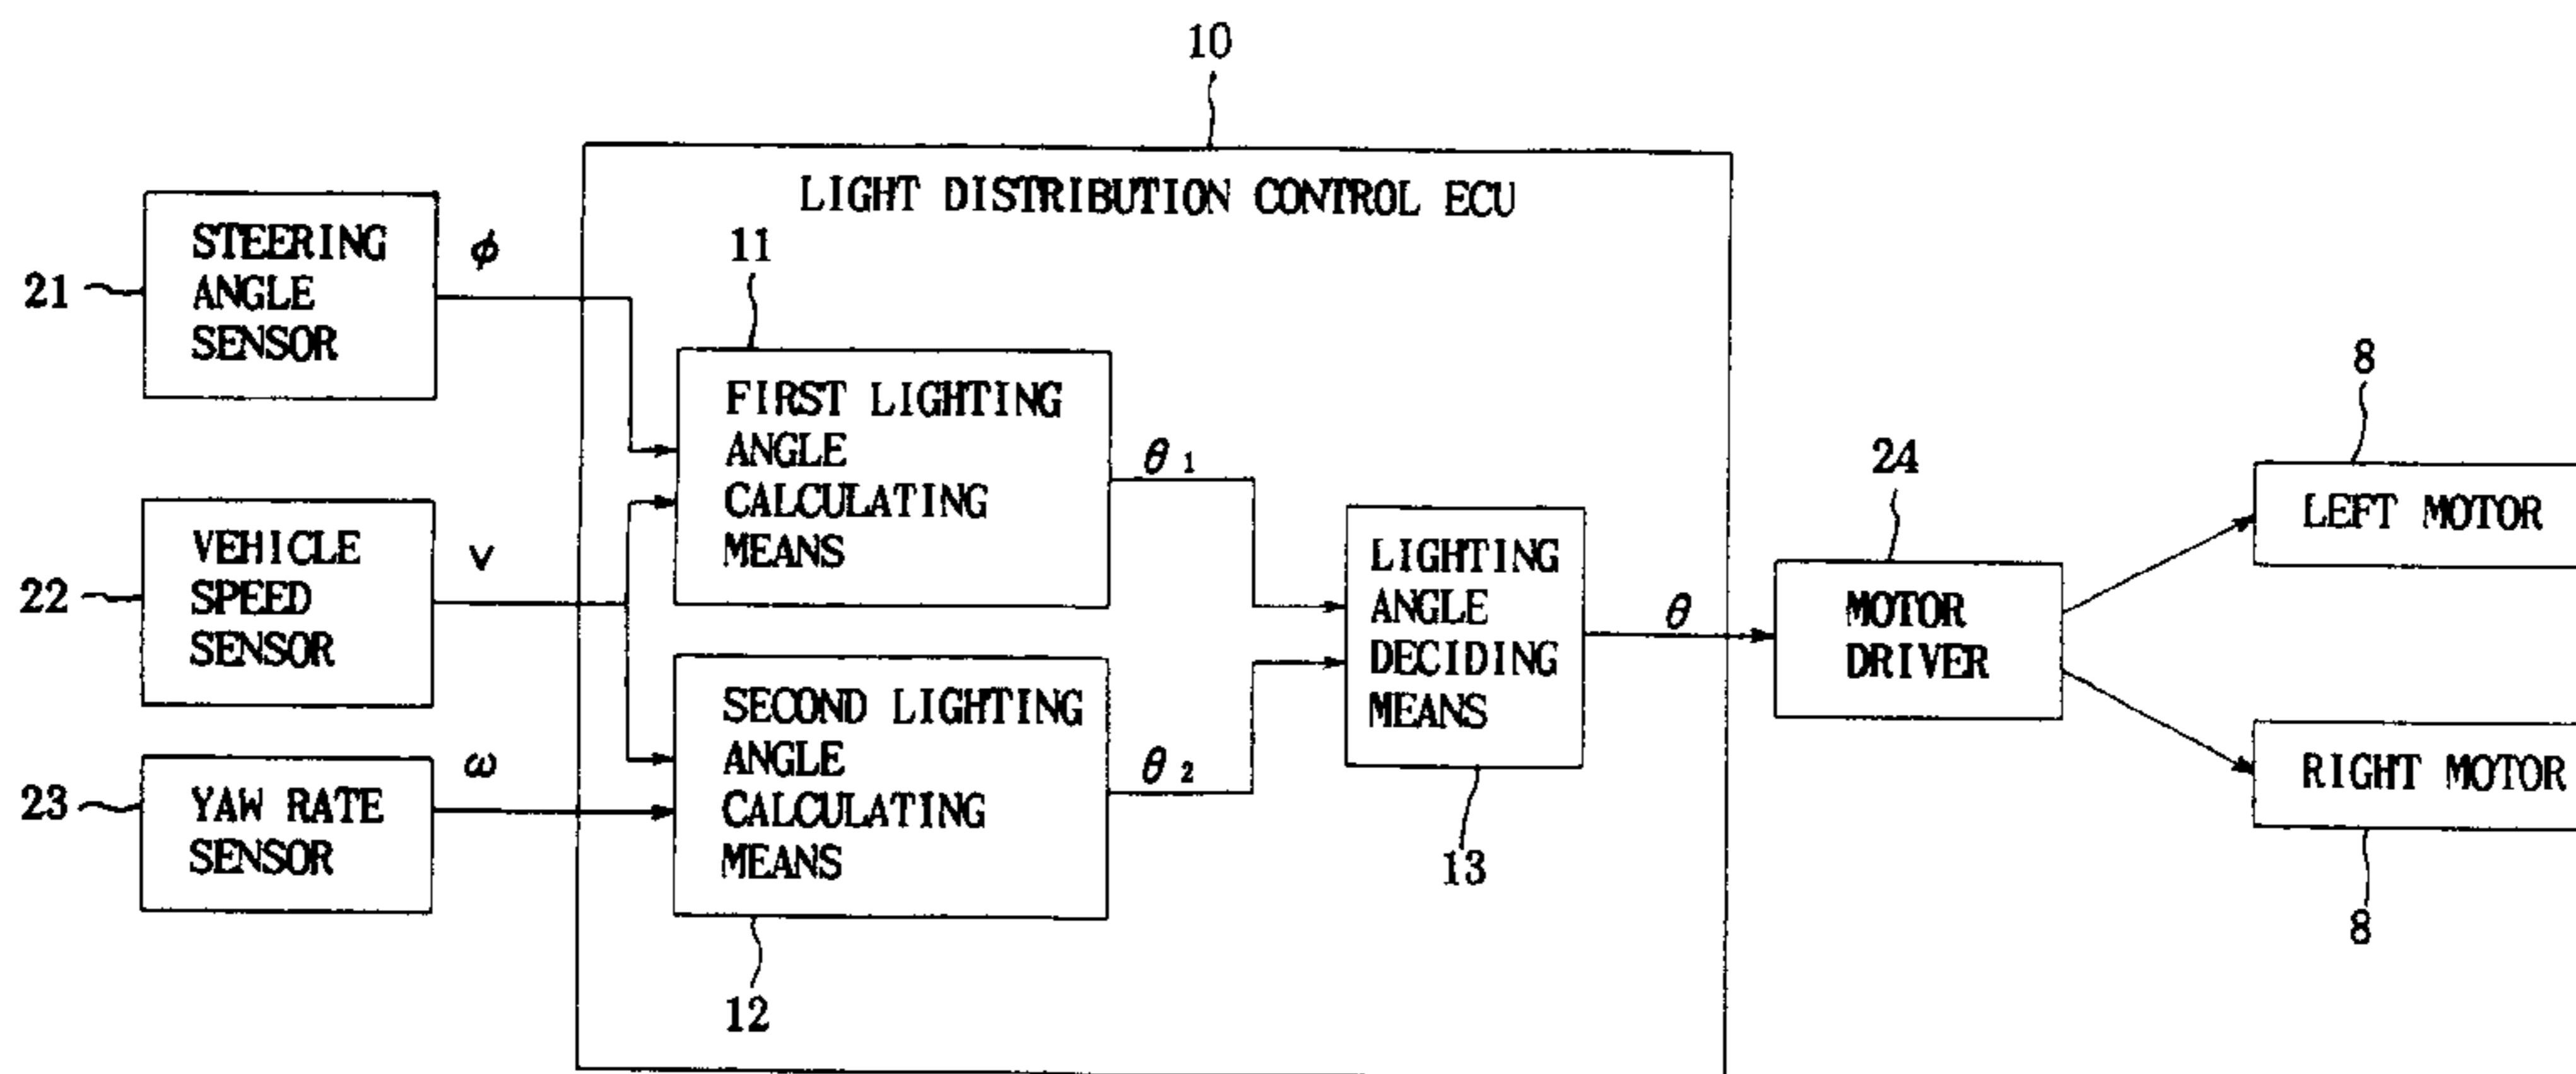 10
LIGHT DISTRIBUTION CONTROL ECU
21
STEERING
ANGLE
SENSOR
ϕ
22
VEHICLE
SPEED
SENSOR
v
23
YAW RATE
SENSOR
ω
11
FIRST LIGHTING
ANGLE
CALCULATING
MEANS
θ1
SECOND LIGHTING
ANGLE
CALCULATING
MEANS
12
θ2
LIGHTING
ANGLE
DECIDING
MEANS
13
θ
24
MOTOR
DRIVER
8
LEFT MOTOR
RIGHT MOTOR
8